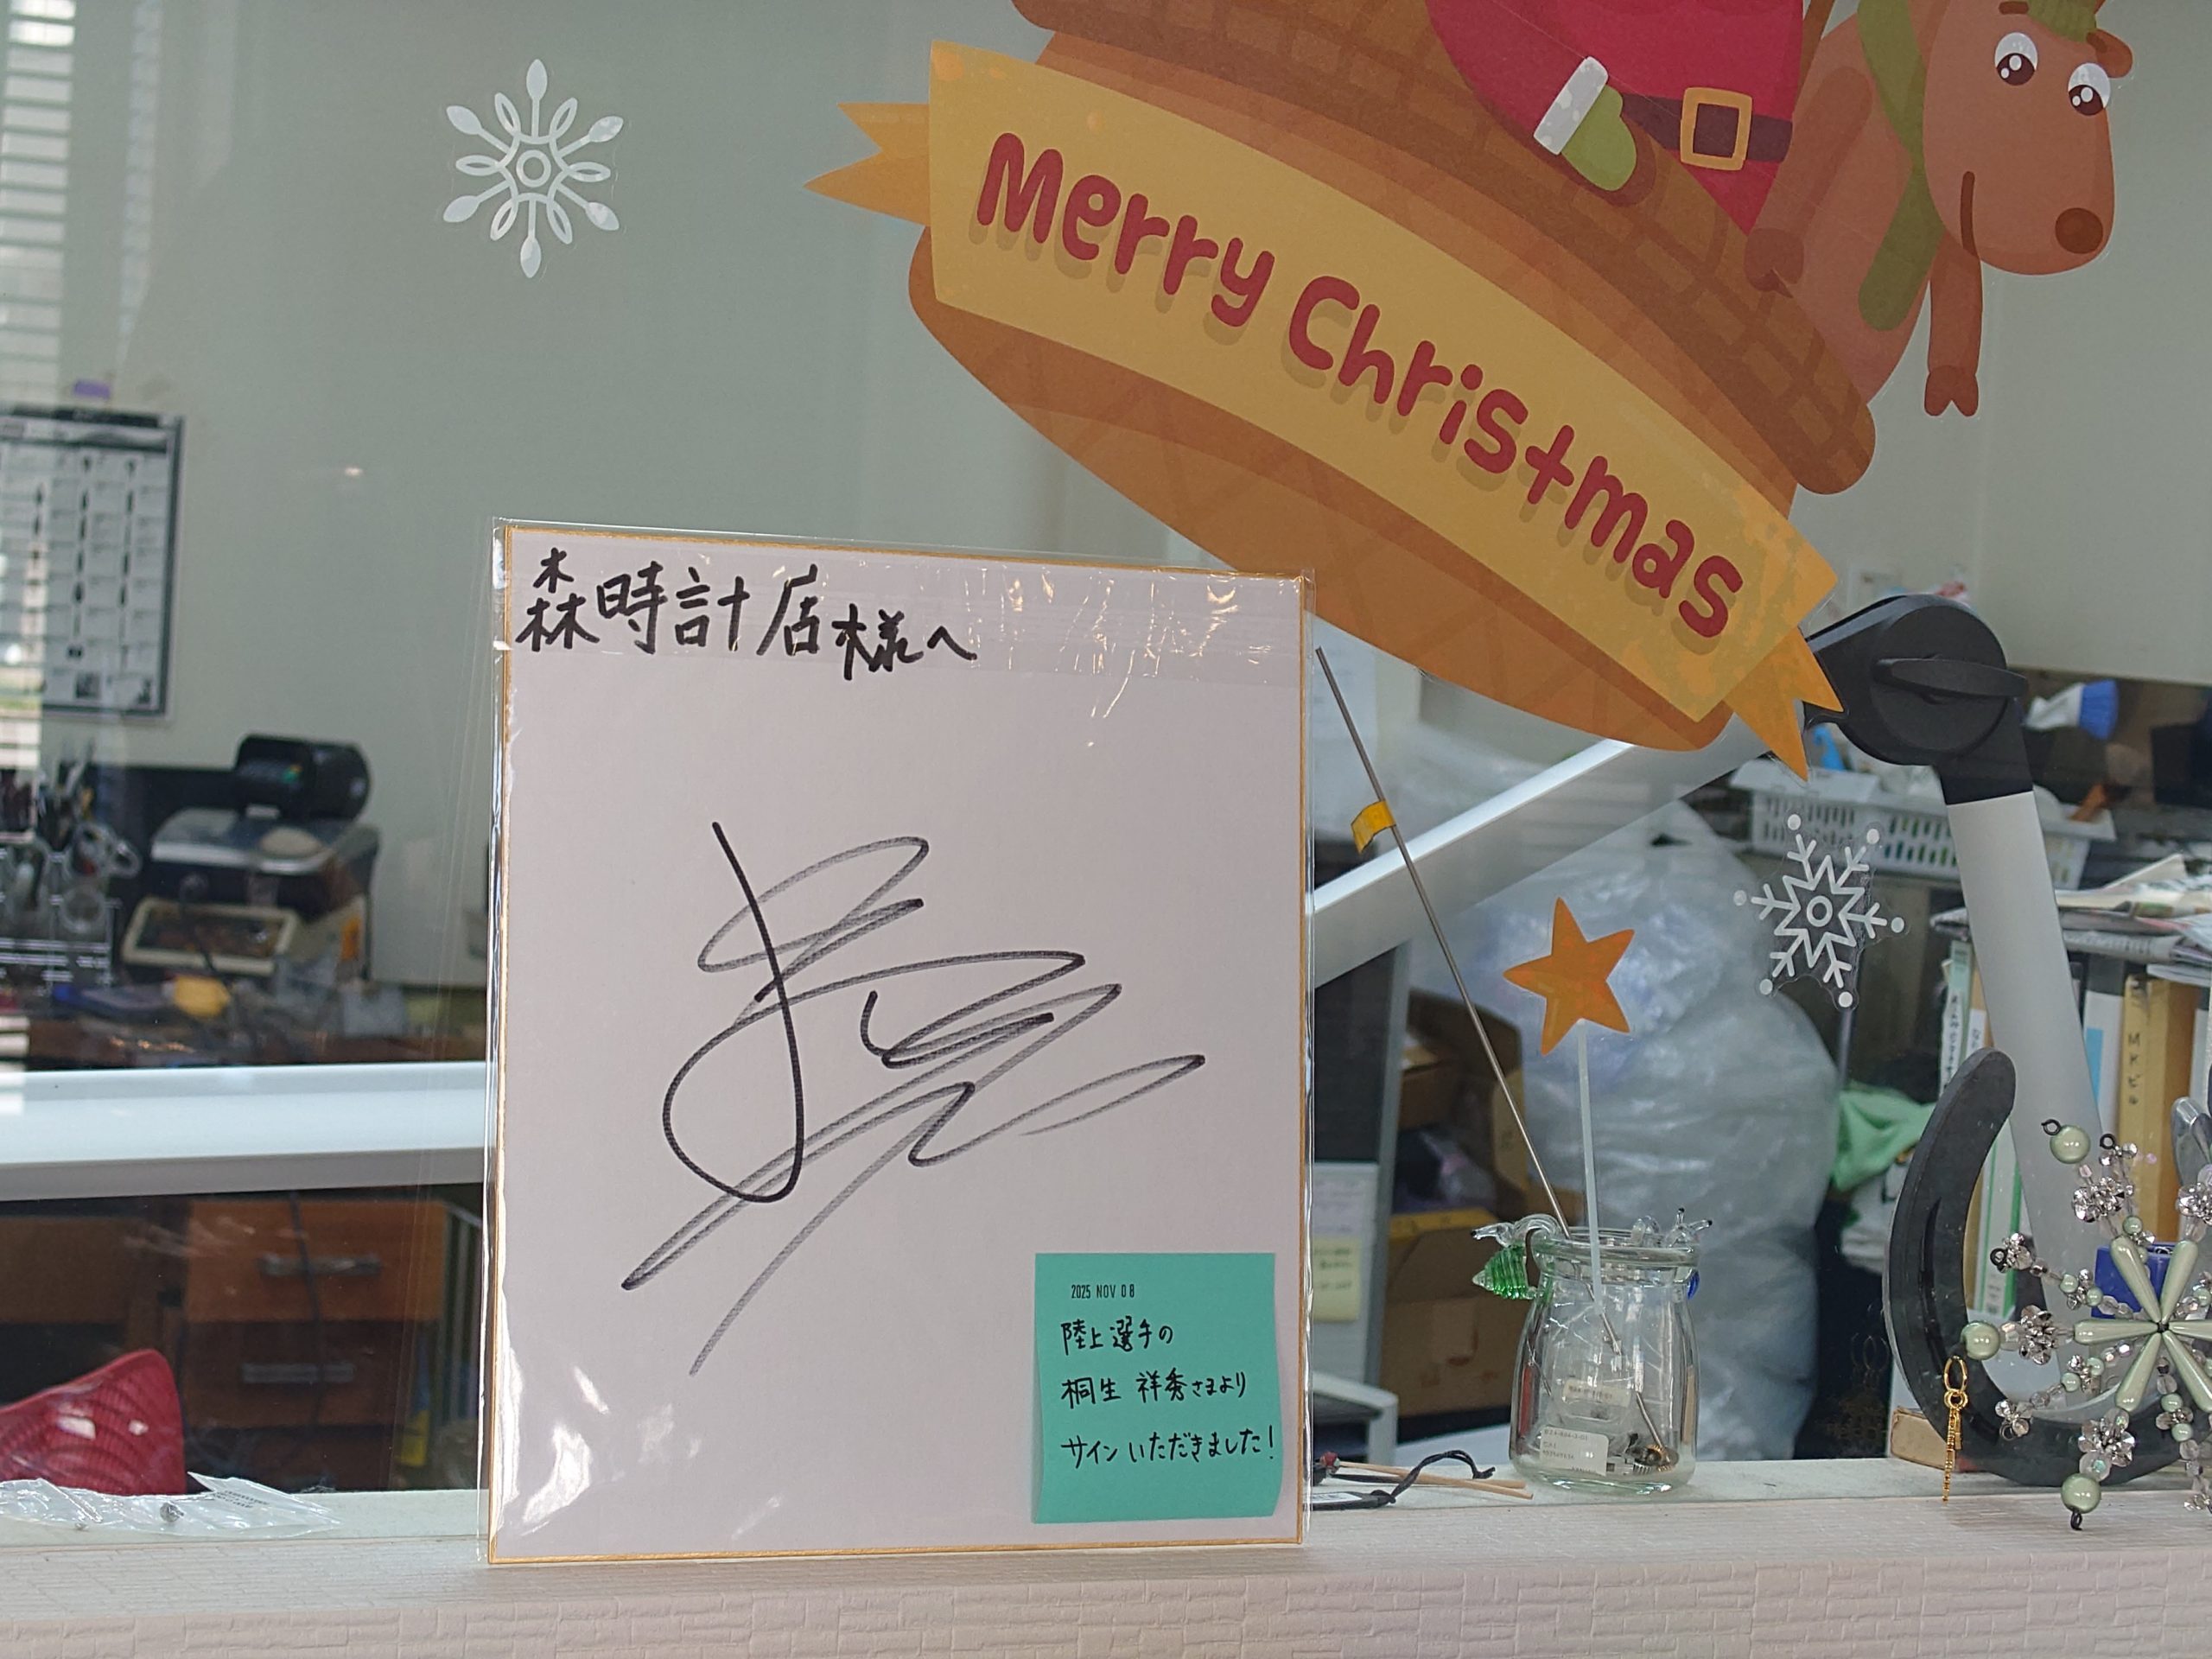 Merry Christmas
森時計店様へ
2025 NOV 08
陸上選手の
桐生 祥秀さまより
サインいただきました!